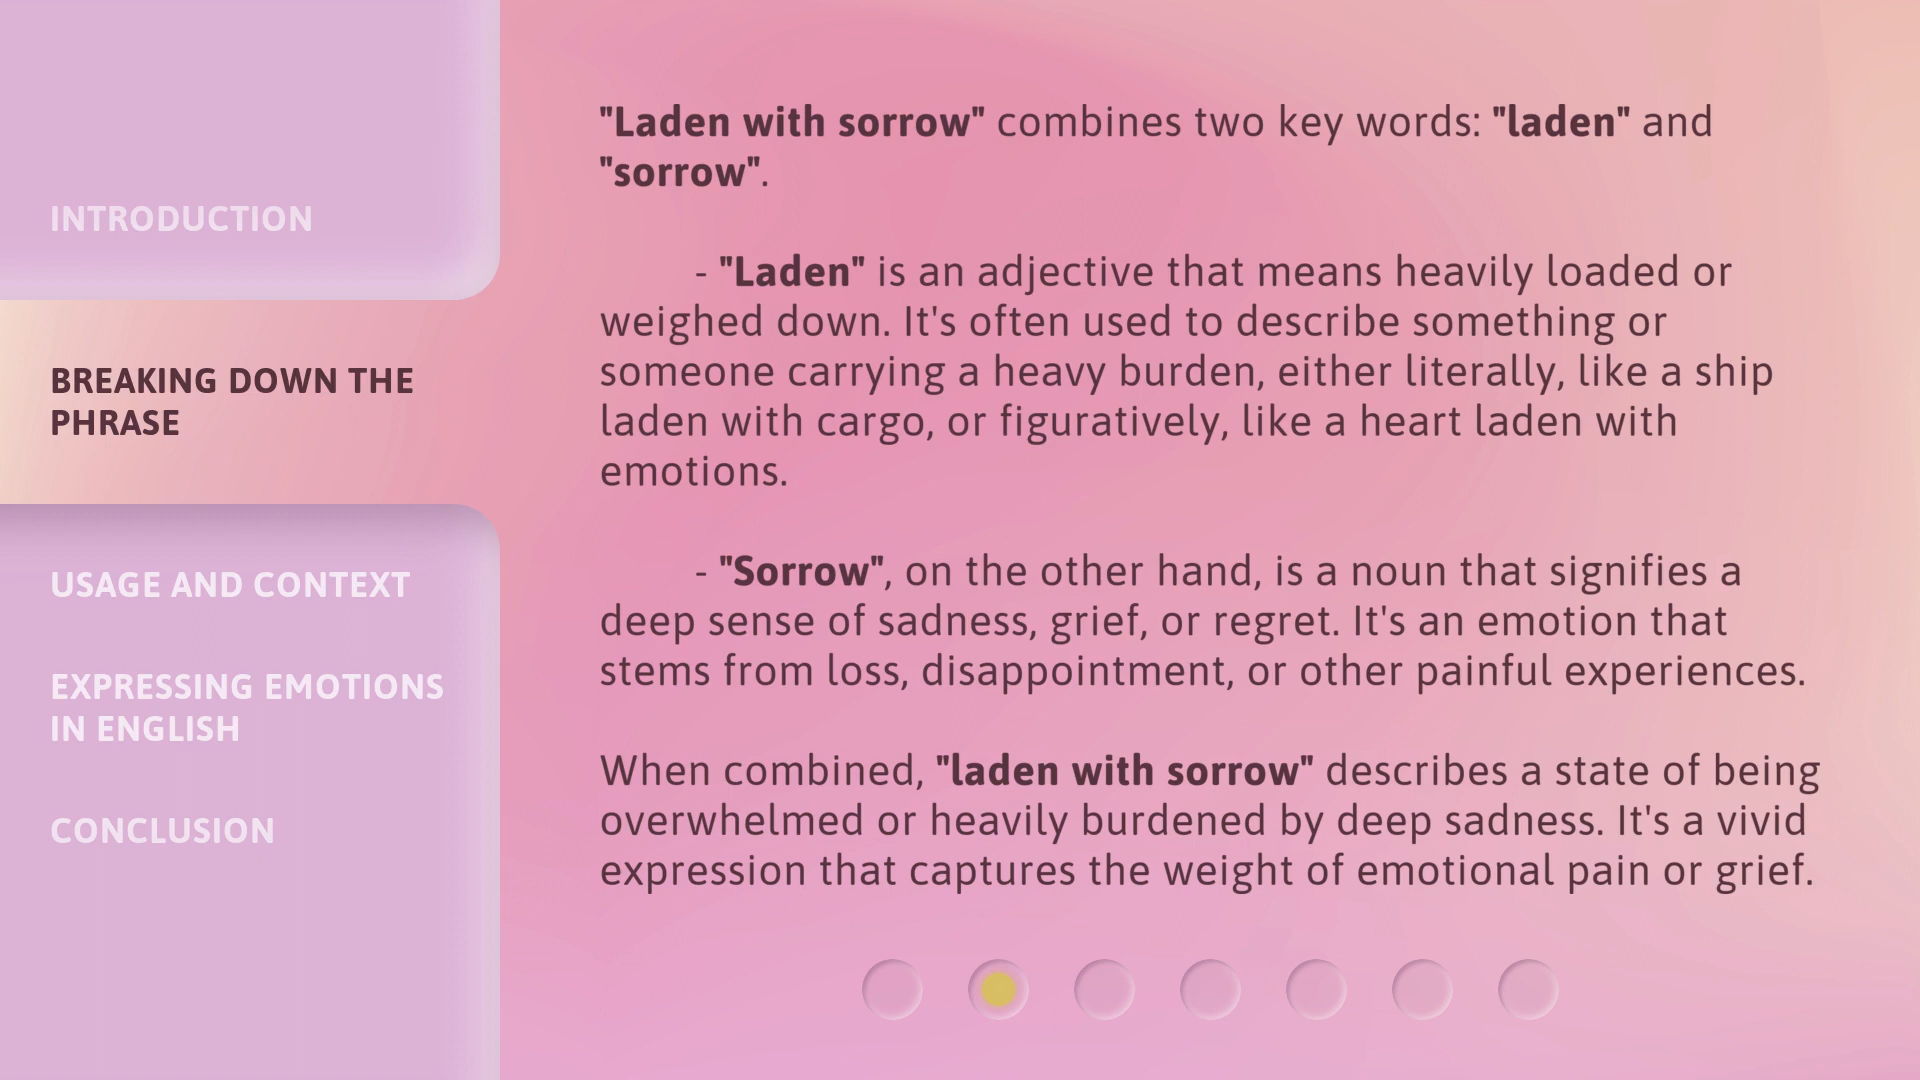 INTRODUCTION
BREAKING DOWN THE
PHRASE
USAGE AND CONTEXT
EXPRESSING EMOTIONS
IN ENGLISH
CONCLUSION
"Laden with sorrow" combines two key words: "laden" and
"sorrow".
- "Laden" is an adjective that means heavily loaded or
weighed down. It's often used to describe something or
someone carrying a heavy burden, either literally, like a ship
laden with cargo, or figuratively, like a heart laden with
emotions.
- "Sorrow", on the other hand, is a noun that signifies a
deep sense of sadness, grief, or regret. It's an emotion that
stems from loss, disappointment, or other painful experiences.
When combined, "laden with sorrow" describes a state of being
overwhelmed or heavily burdened by deep sadness. It's a vivid
expression that captures the weight of emotional pain or grief.